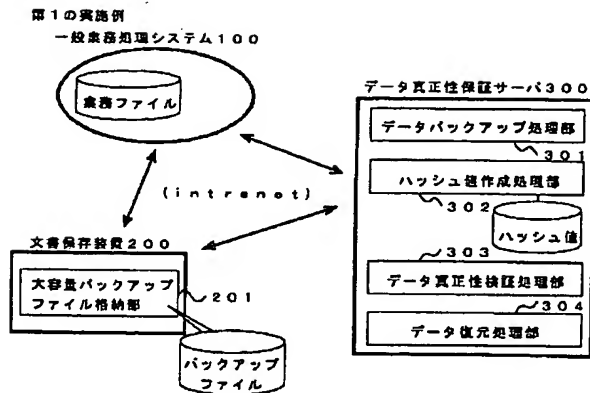 第1の実施例
一般業務処理システム100
業務ファイル
データ真正性保証サーバ300
データバックアップ処理部
301
ハッシュ値作成処理部
302
ハッシュ値
(intranet)
303
データ真正性検証処理部
304
データ復元処理部
文書保存装置200
大容量バックアップ
ファイル格納部
201
バックアップ
ファイル